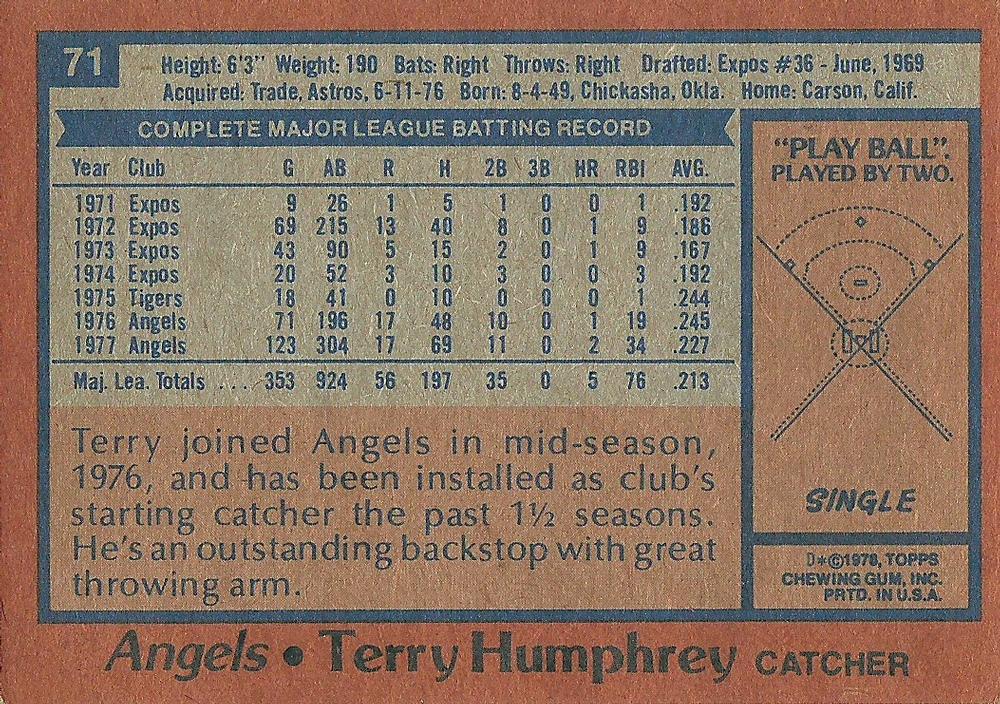 71
Height: 6'3" Weight: 190 Bats: Right Throws: Right Drafted: Expos #36 - June, 1969
Acquired: Trade, Astros, 6-11-76 Born: 8-4-49, Chickasha, Okla. Home: Carson, Calif.
COMPLETE MAJOR LEAGUE BATTING RECORD
Year Club G AB R H 2B 3B HR RBI AVG.
1971 Expos 9 26 1 5 1 0 0 1 .192
1972 Expos 69 215 13 40 8 0 1 9 .186
1973 Expos 43 90 5 15 2 0 1 9 .167
1974 Expos 20 52 3 10 3 0 0 3 .192
1975 Tigers 18 41 0 10 0 0 0 1 .244
1976 Angels 71 196 17 48 10 0 1 19 .245
1977 Angels 123 304 17 69 11 0 2 34 .227
Maj. Lea. Totals .... 353 924 56 197 35 0 5 76 .213
Terry joined Angels in mid-season,
1976, and has been installed as club's
starting catcher the past 1½ seasons.
He's an outstanding backstop with great
throwing arm.
"PLAY BALL".
PLAYED BY TWO.
SINGLE
D*©1978, TOPPS
CHEWING GUM, INC.
PRTD. IN U.S.A.
Angels • Terry Humphrey CATCHER